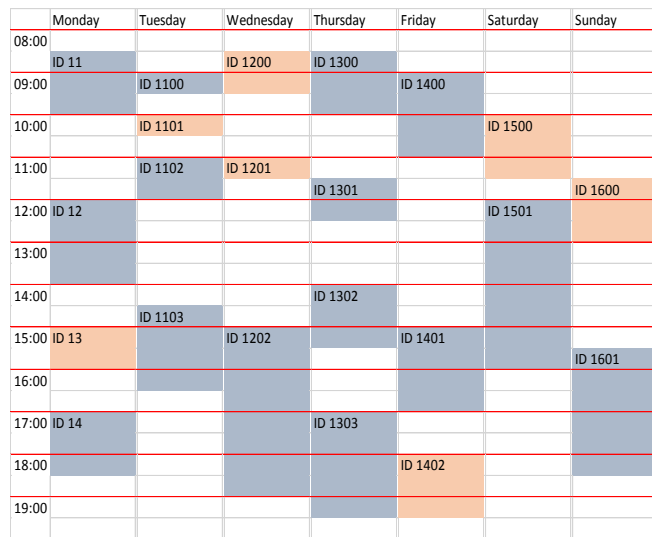 Monday Tuesday Wednesday Thursday Friday Saturday Sunday
08:00
ID 11 ID 1200 ID 1300
09:00 ID 1100 ID 1400
10:00 ID 1101 ID 1500
11:00 ID 1102 ID 1201
ID 1301 ID 1600
12:00 ID 12 ID 1501
13:00
14:00 ID 1302
ID 1103
15:00 ID 13 ID 1202 ID 1401
ID 1601
16:00
17:00 ID 14 ID 1303
18:00 ID 1402
19:00